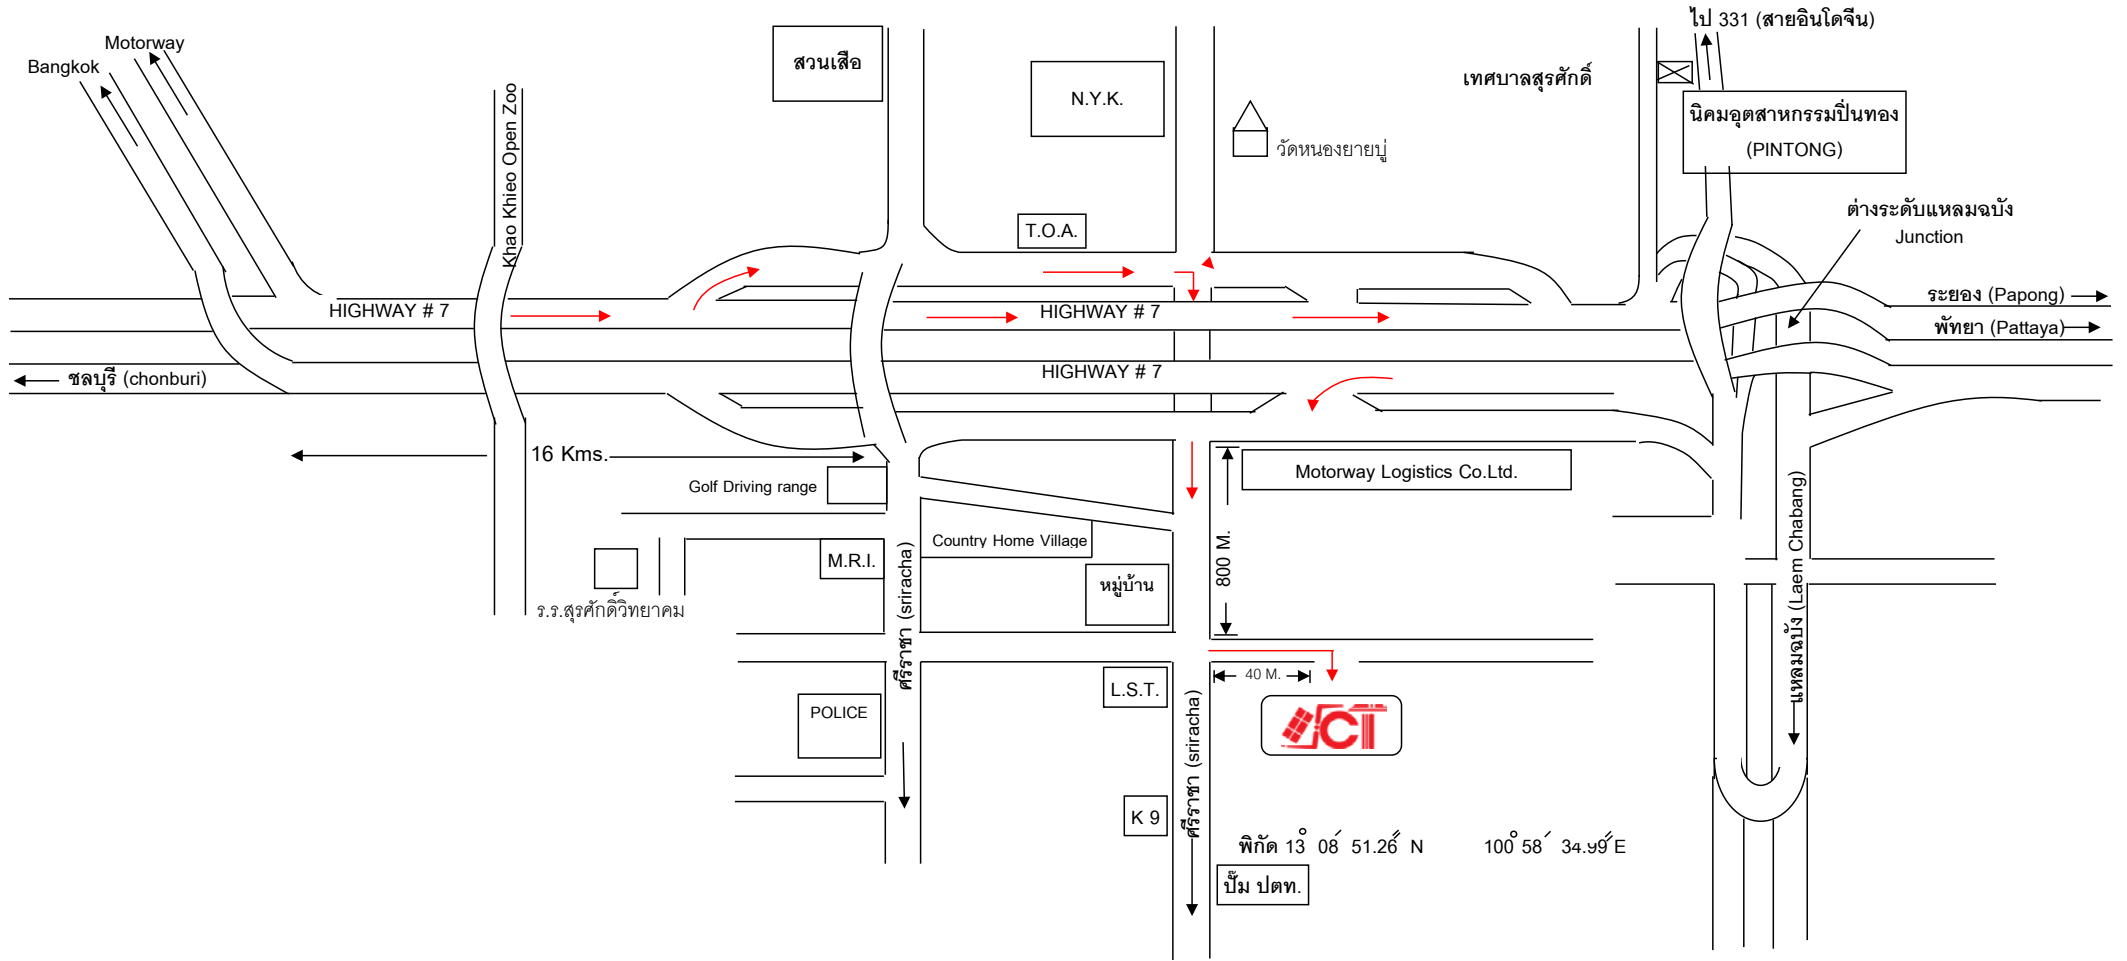 ไป 331 (สายอินโดจีน)
Motorway
Bangkok
สวนเสือ
N.Y.K.
เทศบาลสุรศักดิ์
นิคมอุตสาหกรรมปิ่นทอง
(PINTONG)
Khao Khieo Open Zoo
วัดหนองยายบู่
T.O.A.
ต่างระดับแหลมฉบัง
Junction
HIGHWAY # 7
HIGHWAY # 7
ระยอง (Papong)
พัทยา (Pattaya)
ชลบุรี (chonburi)
HIGHWAY # 7
16 Kms.
Golf Driving range
Motorway Logistics Co.Ltd.
Country Home Village
M.R.I.
800 M.
หมู่บ้าน
ร.ร.สุรศักดิ์วิทยาคม
ศรีราชา (sriracha)
แหลมฉบัง (Laem Chabang)
40 M.
L.S.T.
POLICE
ศรีราชา (sriracha)
CT
K 9
พิกัด 13° 08′ 51.26″ N 100° 58′ 34.99″ E
ปั๊ม ปตท.